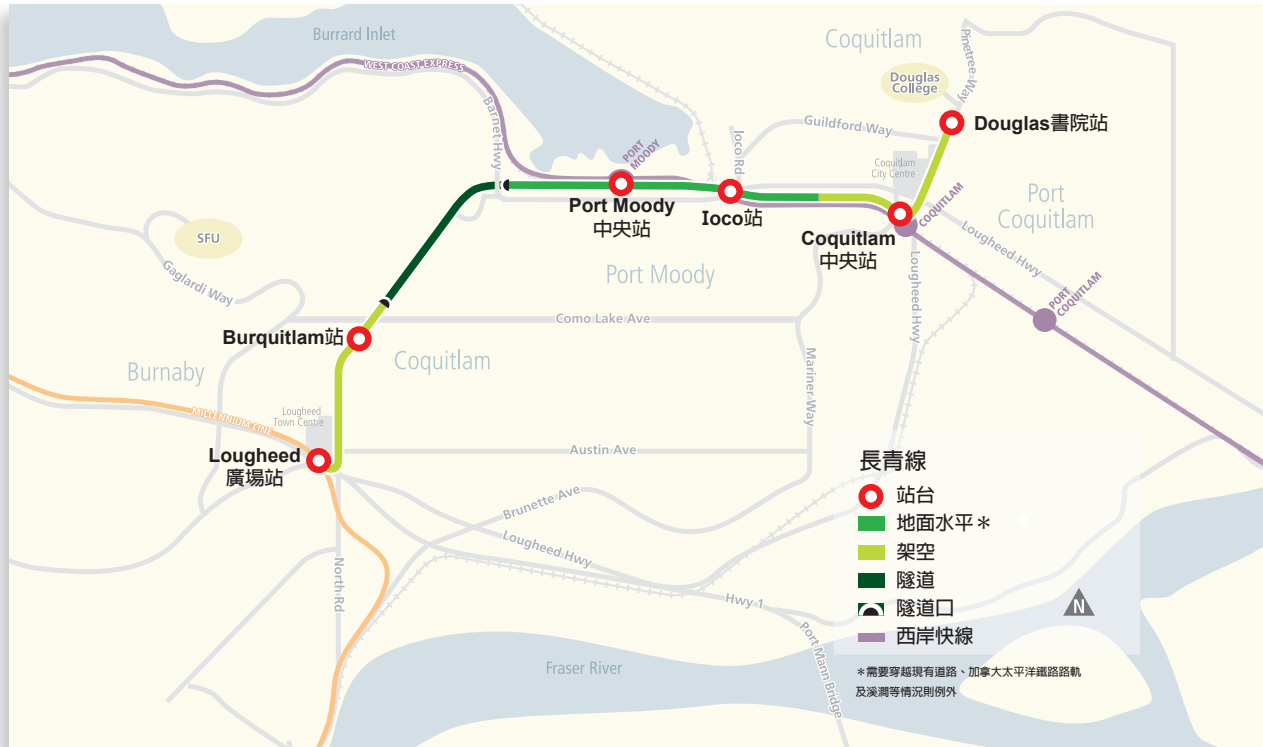 Burrard Inlet
Coquitlam
WEST COAST EXPRESS
Barnet Hwy
Pinetree Way
Douglas
College
Guildford Way
Douglas書院站
Ioco Rd
PORT
MOODY
Coquitlam
City Centre
Port Moody
中央站
Ioco站
COQUITLAM
Port
Coquitlam
Coquitlam
中央站
SFU
Gaglardi Way
Port Moody
Lougheed Hwy
Lougheed Hwy
PORT
COQUITLAM
Como Lake Ave
Burquitlam站
Burnaby
Coquitlam
Mariner Way
MILLENNIUM LINE
Lougheed
Town Centre
Austin Ave
Lougheed
廣場站
Brunette Ave
Lougheed Hwy
North Rd
Hwy 1
Port Mann Bridge
Fraser River
長青線
站台
地面水平＊
架空
隧道
隧道口
西岸快線
N
＊需要穿越現有道路、加拿大太平洋鐵路路軌
及溪澗等情況則例外